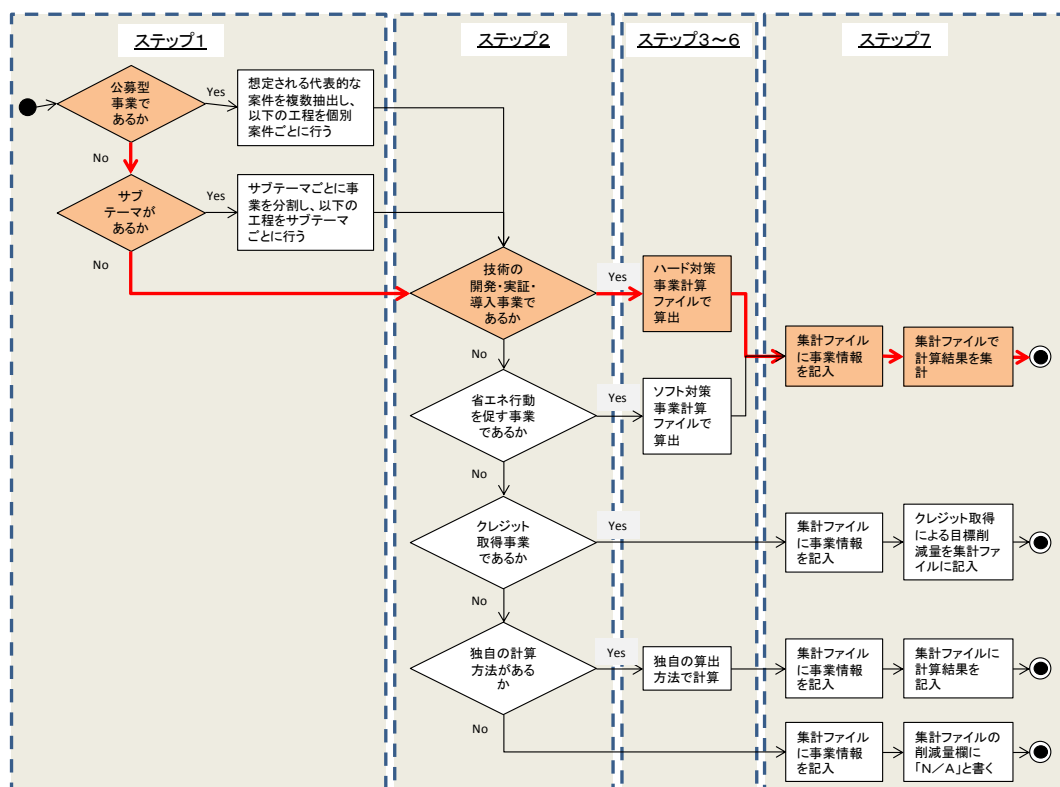 ステップ1
ステップ2
ステップ3～6
ステップ7
公募型
事業で
あるか
Yes
想定される代表的な
案件を複数抽出し、
以下の工程を個別
案件ごとに行う
No
サブ
テーマが
あるか
Yes
サブテーマごとに事
業を分割し、以下の
工程をサブテーマ
ごとに行う
No
技術の
開発・実証・
導入事業で
あるか
Yes
ハード対策
事業計算
ファイルで
算出
集計ファイル
に事業情報
を記入
集計ファイルで
計算結果を集
計
No
省エネ行動
を促す事業
であるか
Yes
ソフト対策
事業計算
ファイルで
算出
No
クレジット
取得事業
であるか
Yes
集計ファイル
に事業情報
を記入
クレジット取得
による目標削
減量を集計ファ
イルに記入
No
独自の計算
方法がある
か
Yes
独自の算出
方法で計算
集計ファイル
に事業情報
を記入
集計ファイルに
計算結果を
記入
No
集計ファイル
に事業情報
を記入
集計ファイルの
削減量欄に
「N／A」と書く